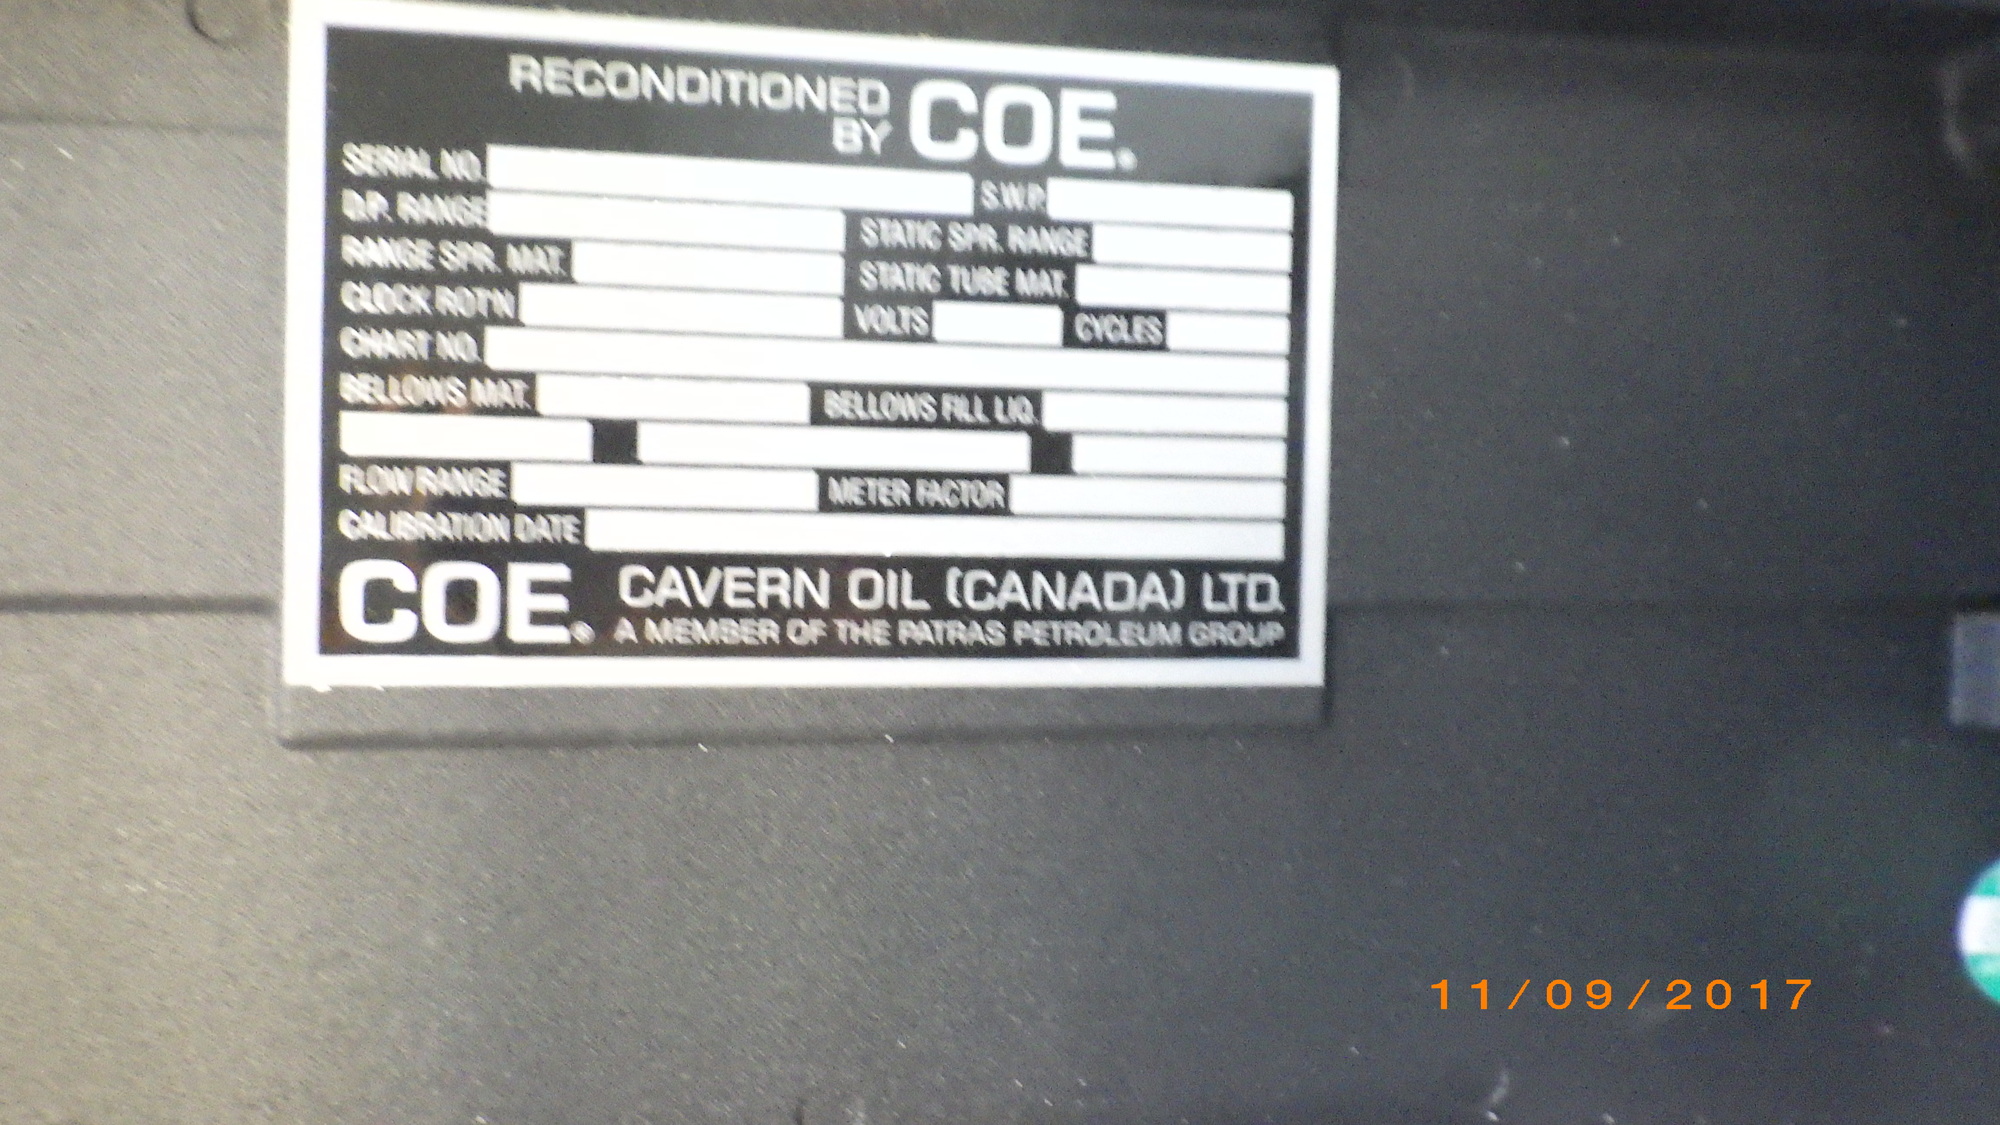 RECONDITIONED
BY COE®
SERIAL NO. S.W.P.
D.P. RANGE STATIC SPR. RANGE
RANGE SPR. MAT. STATIC TUBE MAT.
CLOCK ROT'N VOLTS CYCLES
CHART NO.
BELLOWS MAT. BELLOWS FILL LIQ.
FLOW RANGE METER FACTOR
CALIBRATION DATE
COE® CAVERN OIL (CANADA) LTD.
A MEMBER OF THE PATRAS PETROLEUM GROUP
11/09/2017